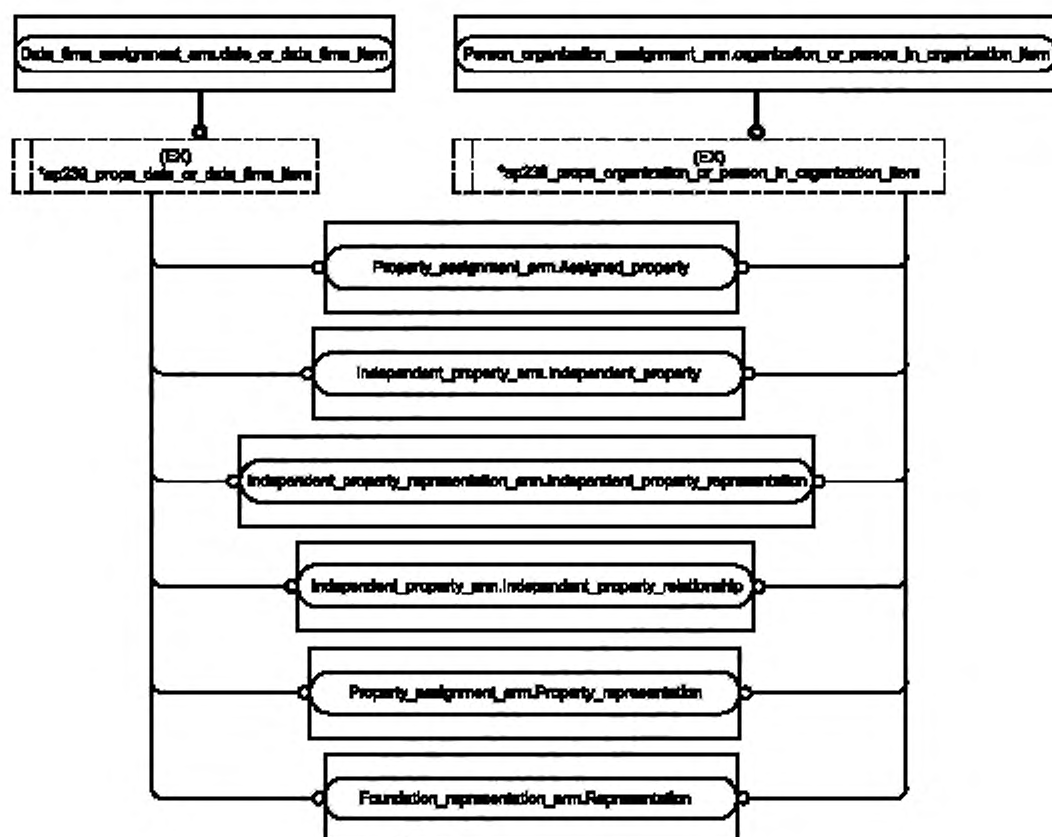 Date_time_assignment_arm.date_or_date_time_item
Person_organization_assignment_arm.organization_or_person_in_organization_item
(EX)
*ap239_props_date_or_date_time_item
(EX)
*ap239_props_organization_or_person_in_organization_item
Property_assignment_arm.Assigned_property
Independent_property_arm.Independent_property
Independent_property_representation_arm.Independent_property_representation
Independent_property_arm.Independent_property_relationship
Property_assignment_arm.Property_representation
Foundation_representation_arm.Representation